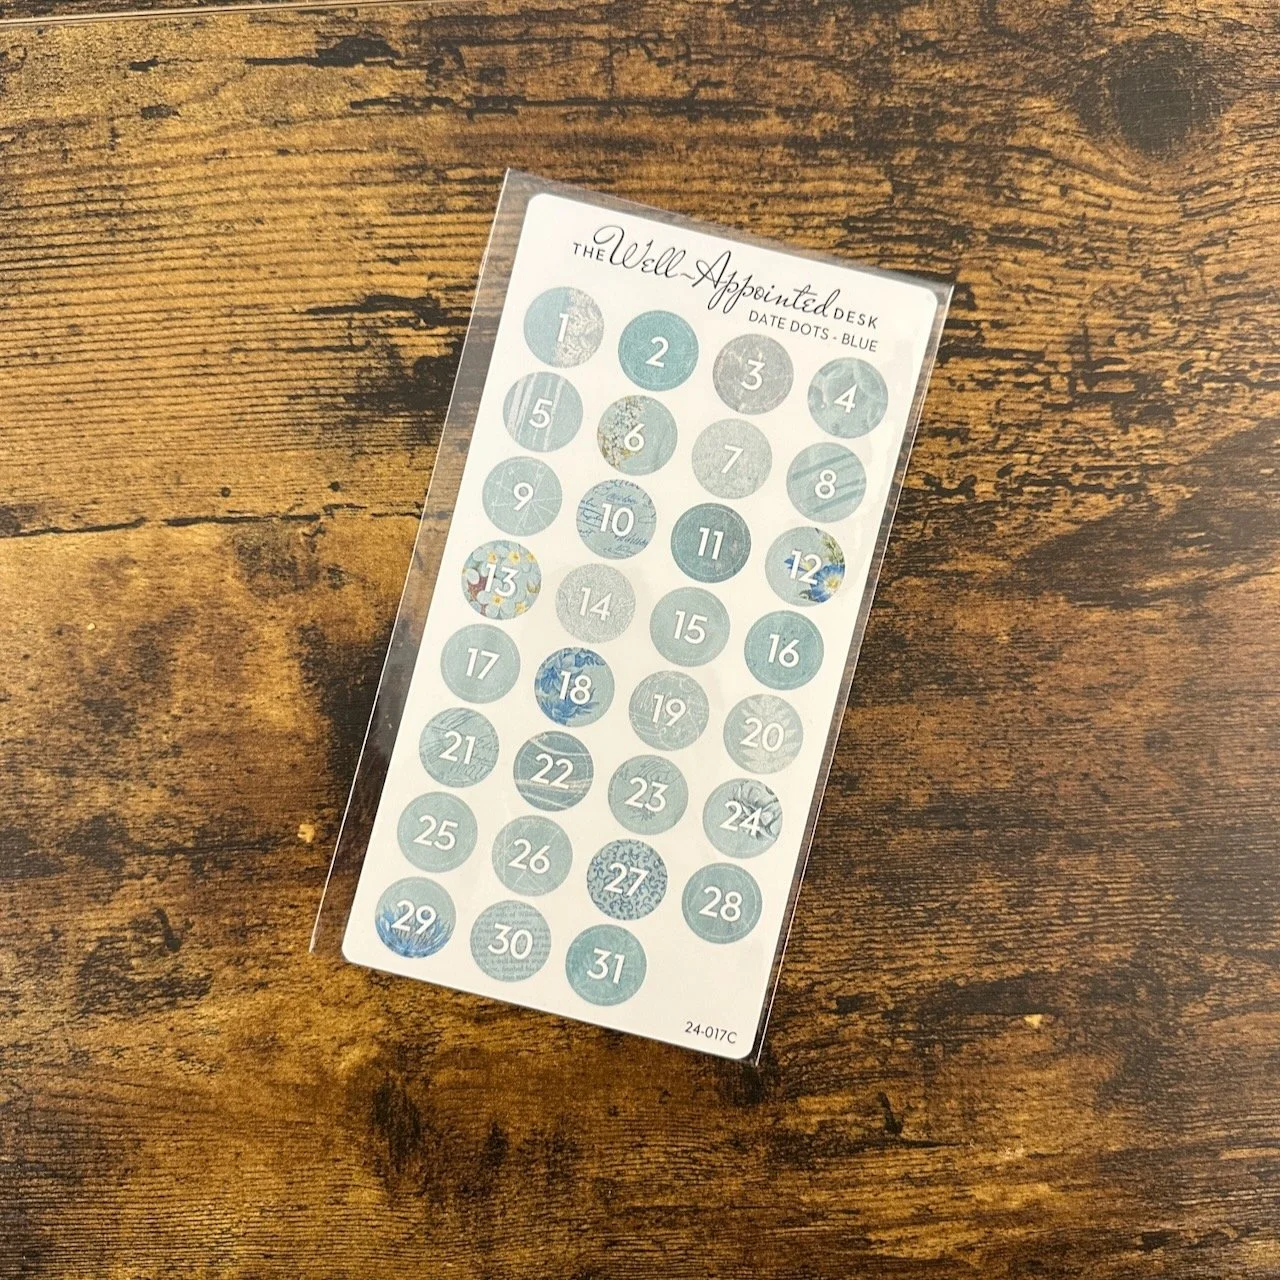 THE Well-Appointed DESK
DATE DOTS - BLUE
1 2 3 4
5 6 7 8
9 10 11 12
13 14 15 16
17 18 19 20
21 22 23 24
25 26 27 28
29 30 31
24-017C